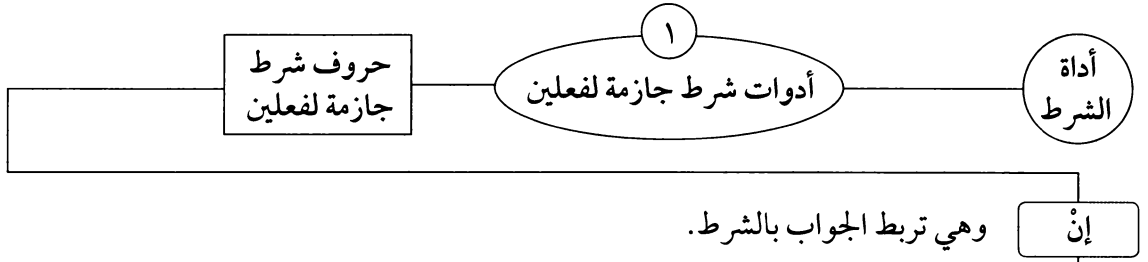 أداة
الشرط
١
أدوات شرط جازمة لفعلين
حروف شرط
جازمة لفعلين
إنْ
وهي تربط الجواب بالشرط.